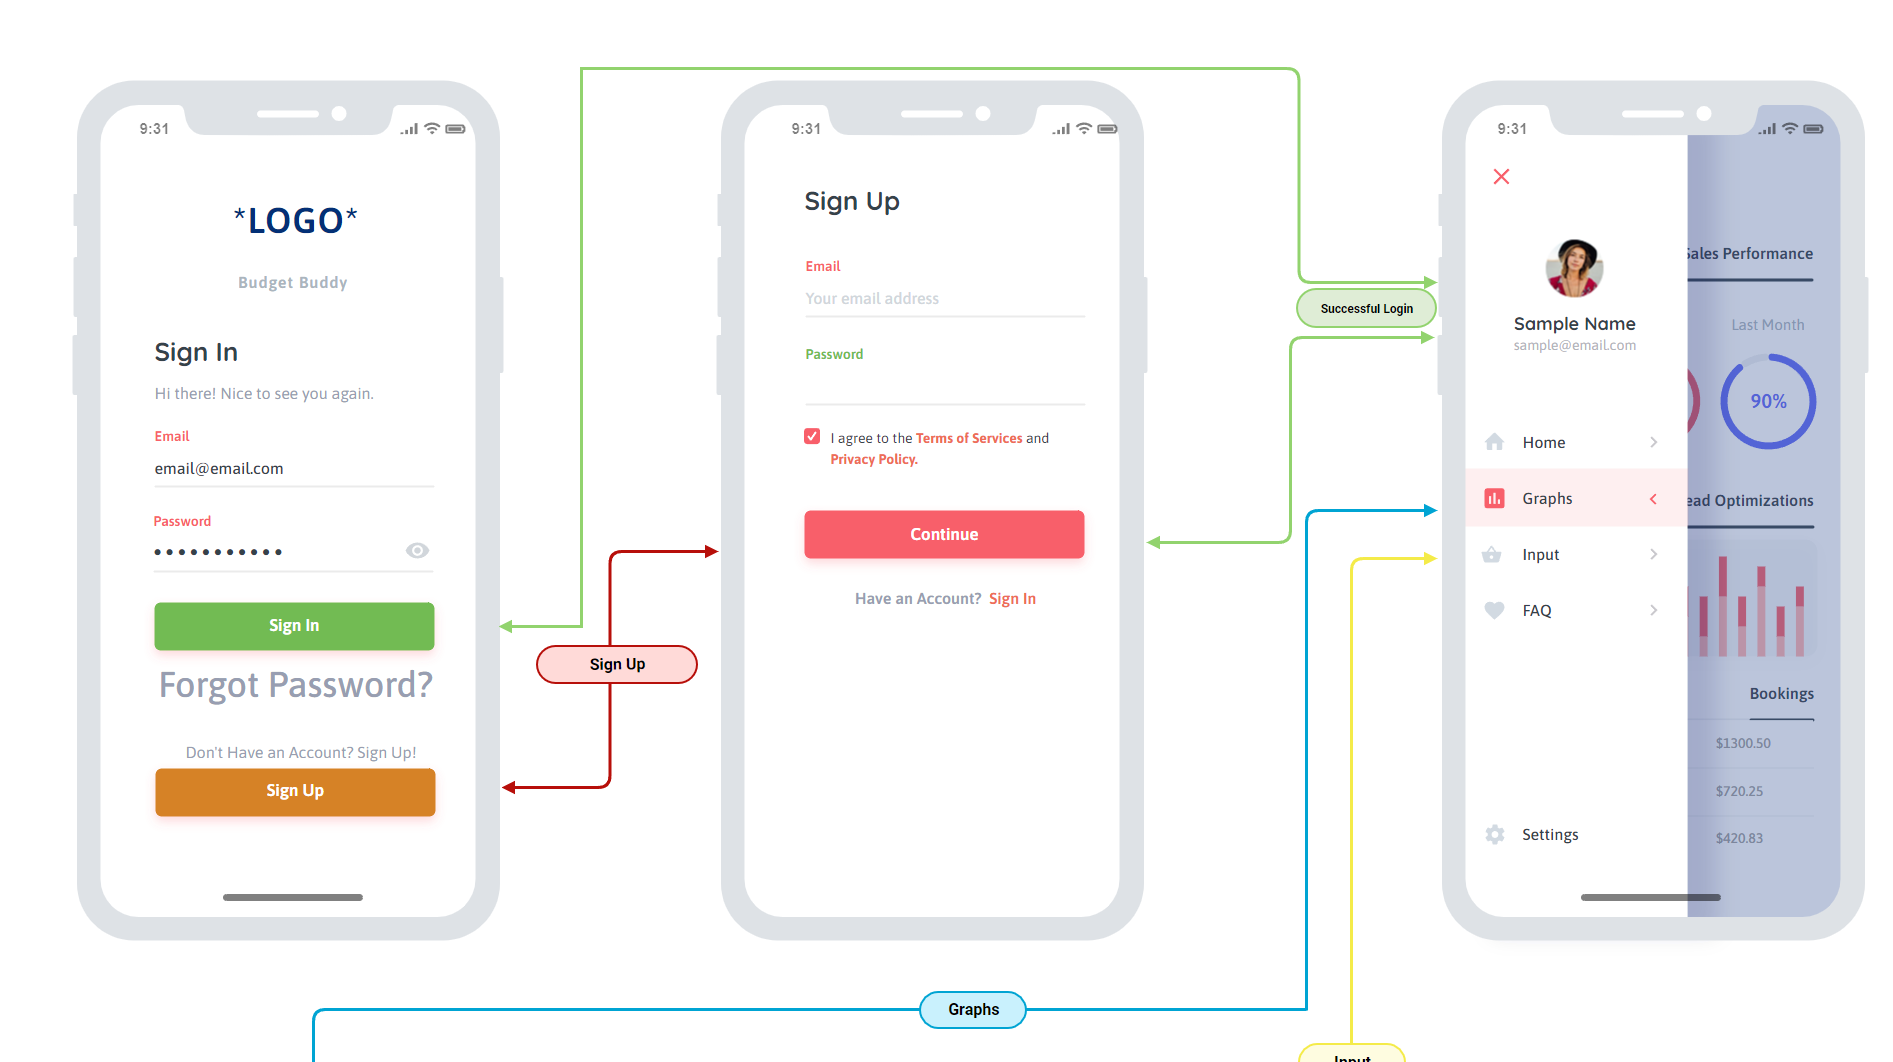 9:31
*LOGO*
Budget Buddy
Sign In
Hi there! Nice to see you again.
Email
email@email.com
Password
Sign In
Forgot Password?
Don't Have an Account? Sign Up!
Sign Up
Sign Up
9:31
Sign Up
Email
Your email address
Password
I agree to the Terms of Services and
Privacy Policy.
Continue
Have an Account? Sign In
Successful Login
9:31
Sample Name
sample@email.com
Home
Graphs
Input
FAQ
Settings
Sales Performance
Last Month
90%
ead Optimizations
Bookings
$1300.50
$720.25
$420.83
Graphs
Input